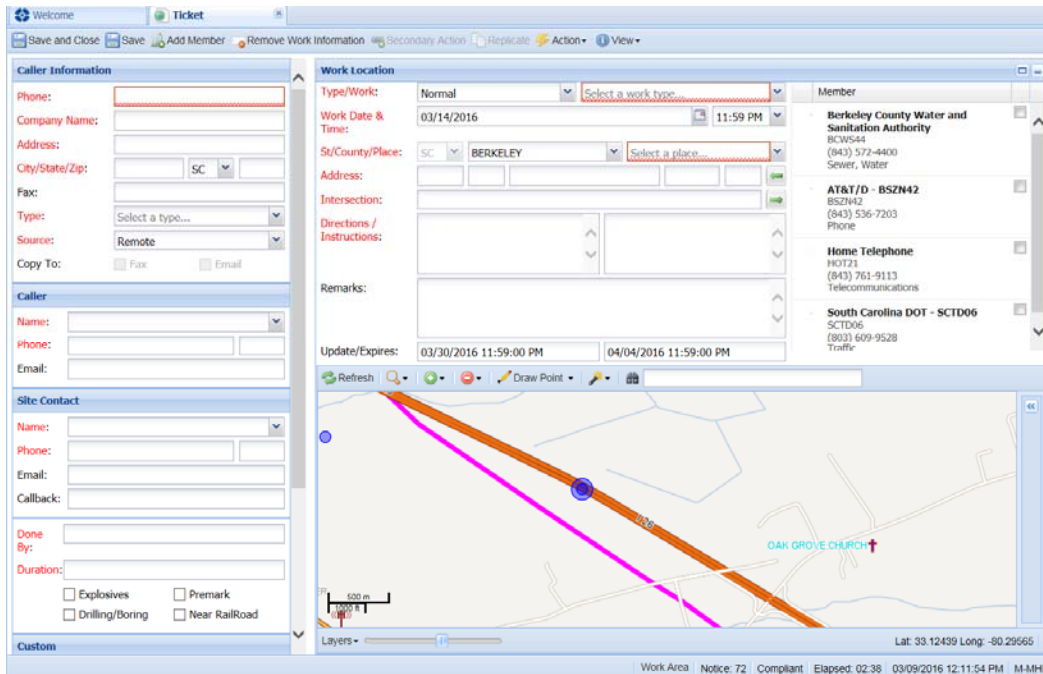 Welcome
Ticket
Save and Close Save Add Member Remove Work Information Secondary Action Replicate Action View
Caller Information
Phone:
Company Name:
Address:
City/State/Zip: SC
Fax:
Type: Select a type...
Source: Remote
Copy To: Fax Email
Caller
Name:
Phone:
Email:
Site Contact
Name:
Phone:
Email:
Callback:
Done
By:
Duration:
Explosives Premark
Drilling/Boring Near RailRoad
Custom
Work Location
Type/Work: Normal Select a work type...
Work Date &
Time: 03/14/2016 11:59 PM
St/County/Place: SC BERKELEY Select a place...
Address:
Intersection:
Directions /
Instructions:
Remarks:
Update/Expires: 03/30/2016 11:59:00 PM 04/04/2016 11:59:00 PM
Member
Berkeley County Water and
Sanitation Authority
BCWS44
(843) 572-4400
Sewer, Water
AT&T/D - BSZN42
BSZN42
(843) 536-7203
Phone
Home Telephone
HOT21
(843) 761-9113
Telecommunications
South Carolina DOT - SCTD06
SCTD06
(803) 609-9528
Traffic
Refresh Draw Point
I 26
OAK GROVE CHURCH
500 m
1000 ft
Layers Lat: 33.12439 Long: -80.29565
Work Area Notice: 72 Compliant Elapsed: 02:38 03/09/2016 12:11:54 PM M-MH